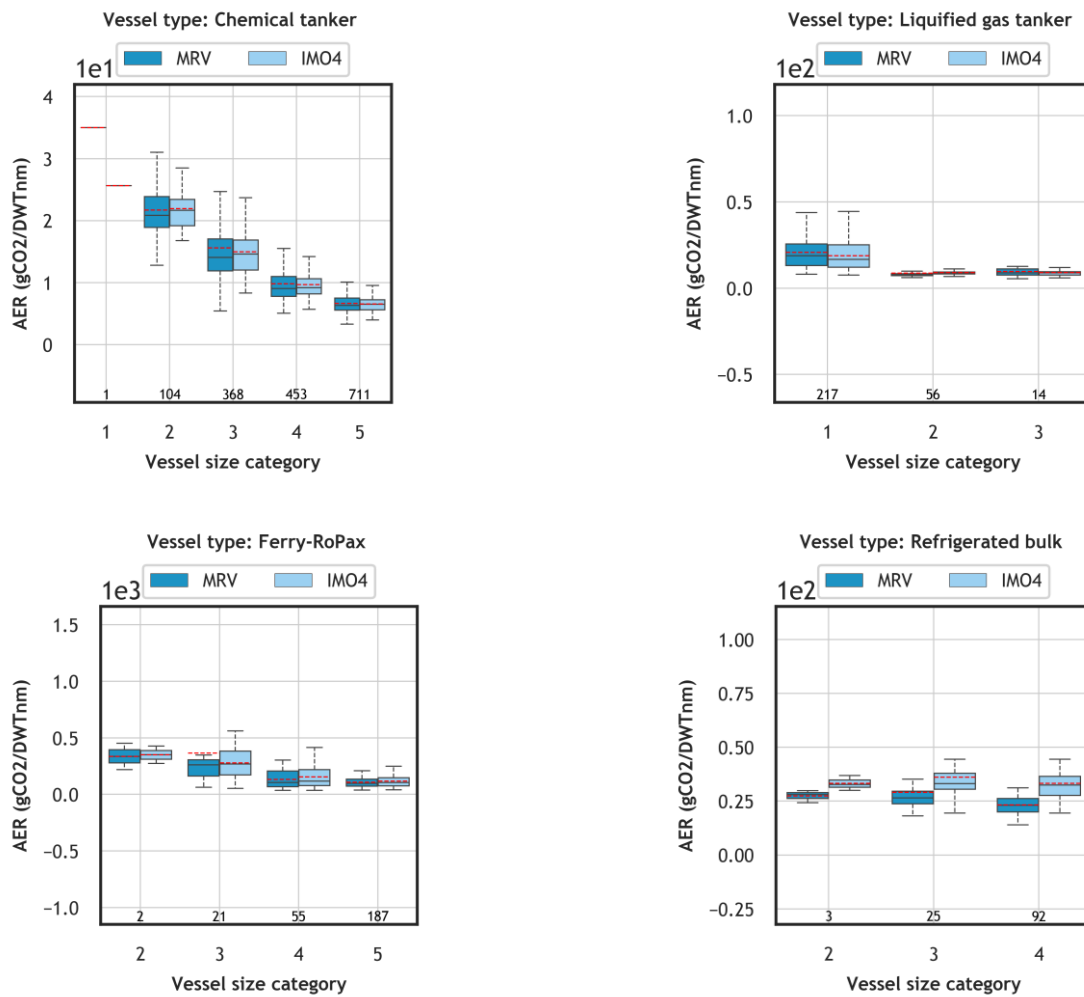 Vessel type: Chemical tanker
MRV IMO4
1e1
4
3
2
1
0
AER (gCO2/DWTnm)
1 104 368 453 711
1 2 3 4 5
Vessel size category
Vessel type: Liquified gas tanker
MRV IMO4
1e2
1.0
0.5
0.0
−0.5
AER (gCO2/DWTnm)
217 56 14
1 2 3
Vessel size category
Vessel type: Ferry-RoPax
MRV IMO4
1e3
1.5
1.0
0.5
0.0
−0.5
−1.0
AER (gCO2/DWTnm)
2 21 55 187
2 3 4 5
Vessel size category
Vessel type: Refrigerated bulk
MRV IMO4
1e2
1.00
0.75
0.50
0.25
0.00
−0.25
AER (gCO2/DWTnm)
3 25 92
2 3 4
Vessel size category